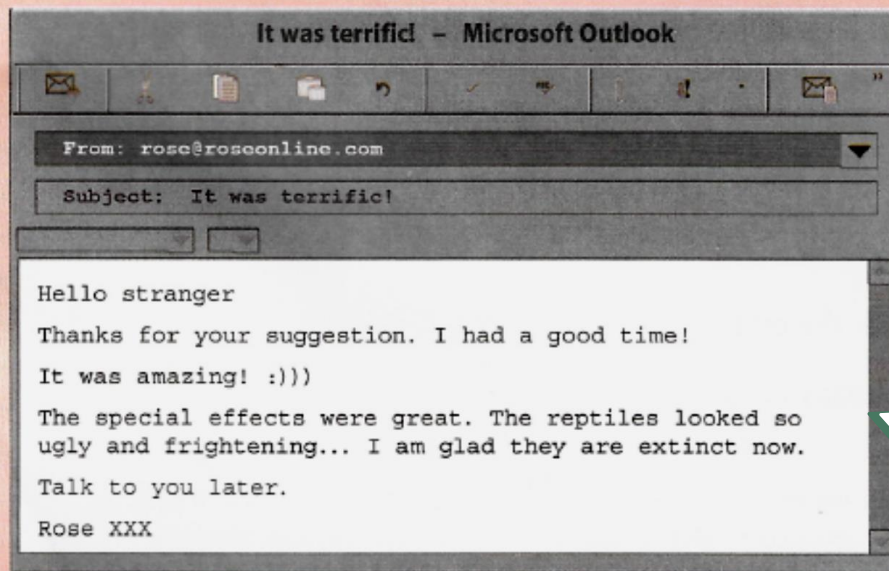 It was terrific! – Microsoft Outlook
From: rose@roseonline.com
Subject: It was terrific!
Hello stranger
Thanks for your suggestion. I had a good time!
It was amazing! :)))
The special effects were great. The reptiles looked so
ugly and frightening... I am glad they are extinct now.
Talk to you later.
Rose XXX